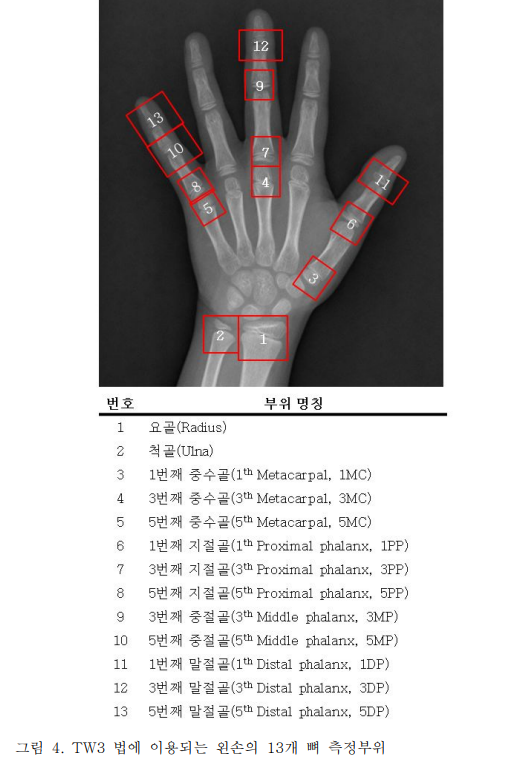 12
9
13
10
7
11
8
4
5
6
3
2
1
번호 부위 명칭
1 요골(Radius)
2 척골(Ulna)
3 1번째 중수골(1th Metacarpal, 1MC)
4 3번째 중수골(3th Metacarpal, 3MC)
5 5번째 중수골(5th Metacarpal, 5MC)
6 1번째 지절골(1th Proximal phalanx, 1PP)
7 3번째 지절골(3th Proximal phalanx, 3PP)
8 5번째 지절골(5th Proximal phalanx, 5PP)
9 3번째 중절골(3th Middle phalanx, 3MP)
10 5번째 중절골(5th Middle phalanx, 5MP)
11 1번째 말절골(1th Distal phalanx, 1DP)
12 3번째 말절골(3th Distal phalanx, 3DP)
13 5번째 말절골(5th Distal phalanx, 5DP)
그림 4. TW3 법에 이용되는 왼손의 13개 뼈 측정부위